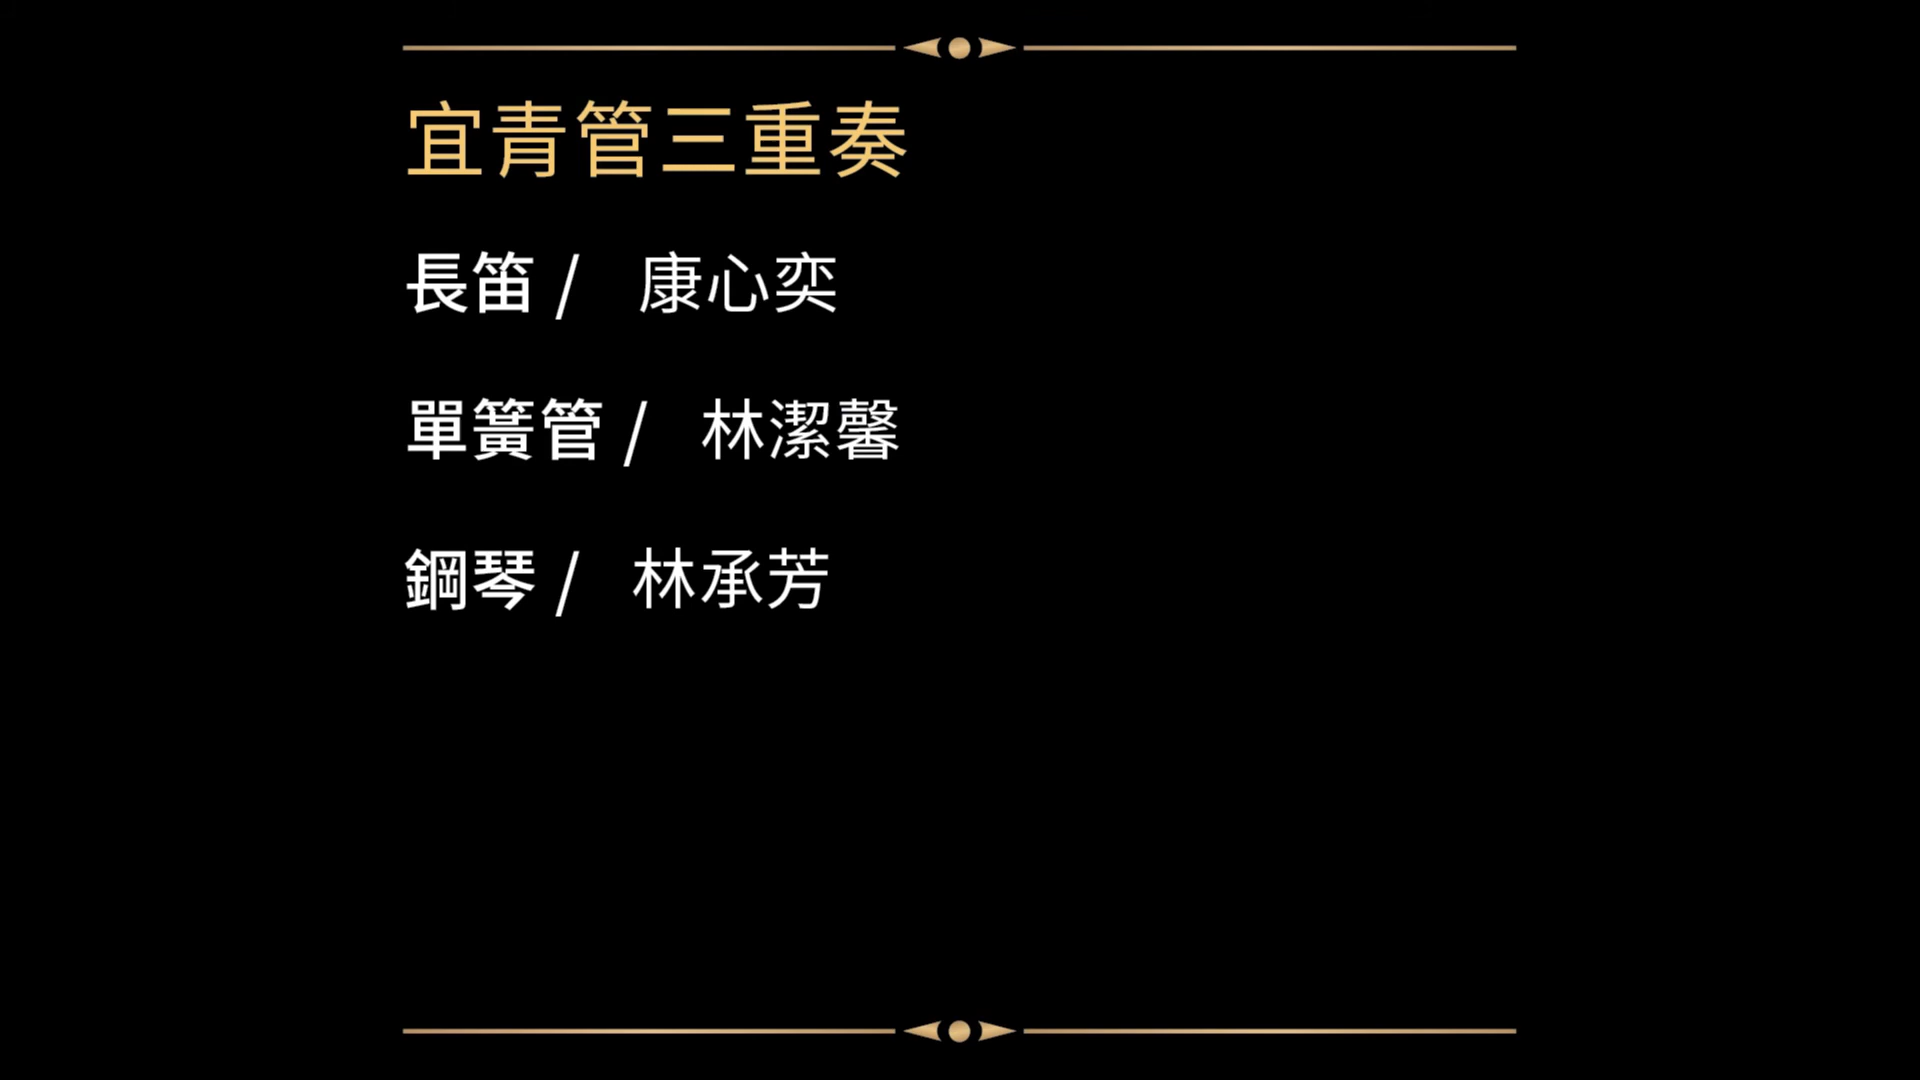 宜青管三重奏
長笛 / 康心奕
單簧管 / 林潔馨
鋼琴 / 林承芳